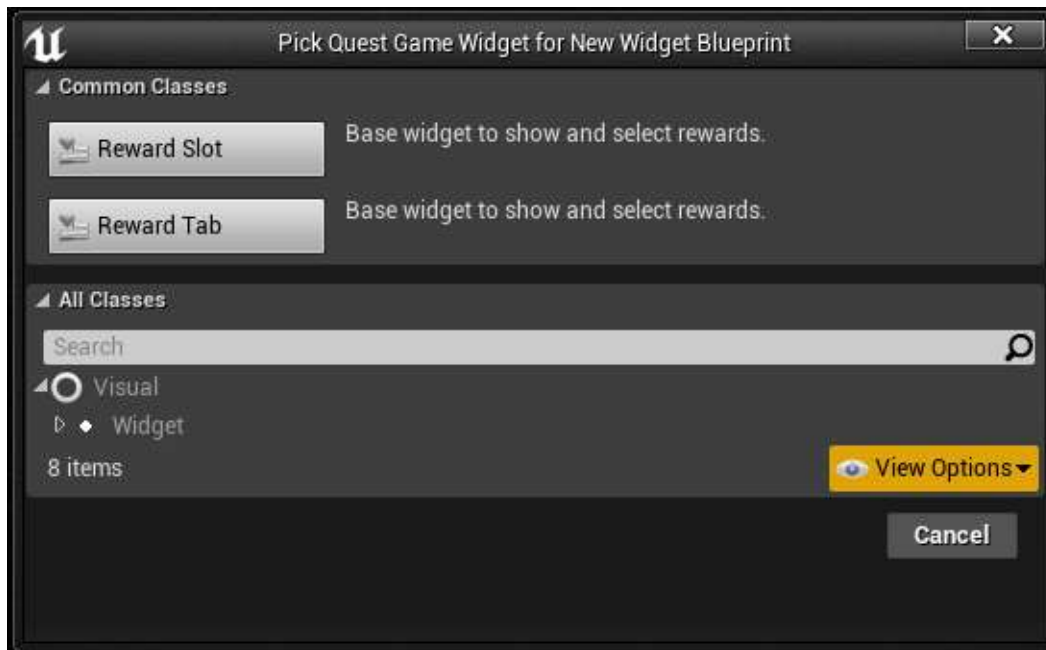 Pick Quest Game Widget for New Widget Blueprint
Common Classes
Reward Slot Base widget to show and select rewards.
Reward Tab Base widget to show and select rewards.
All Classes
Search
Visual
Widget
8 items View Options
Cancel